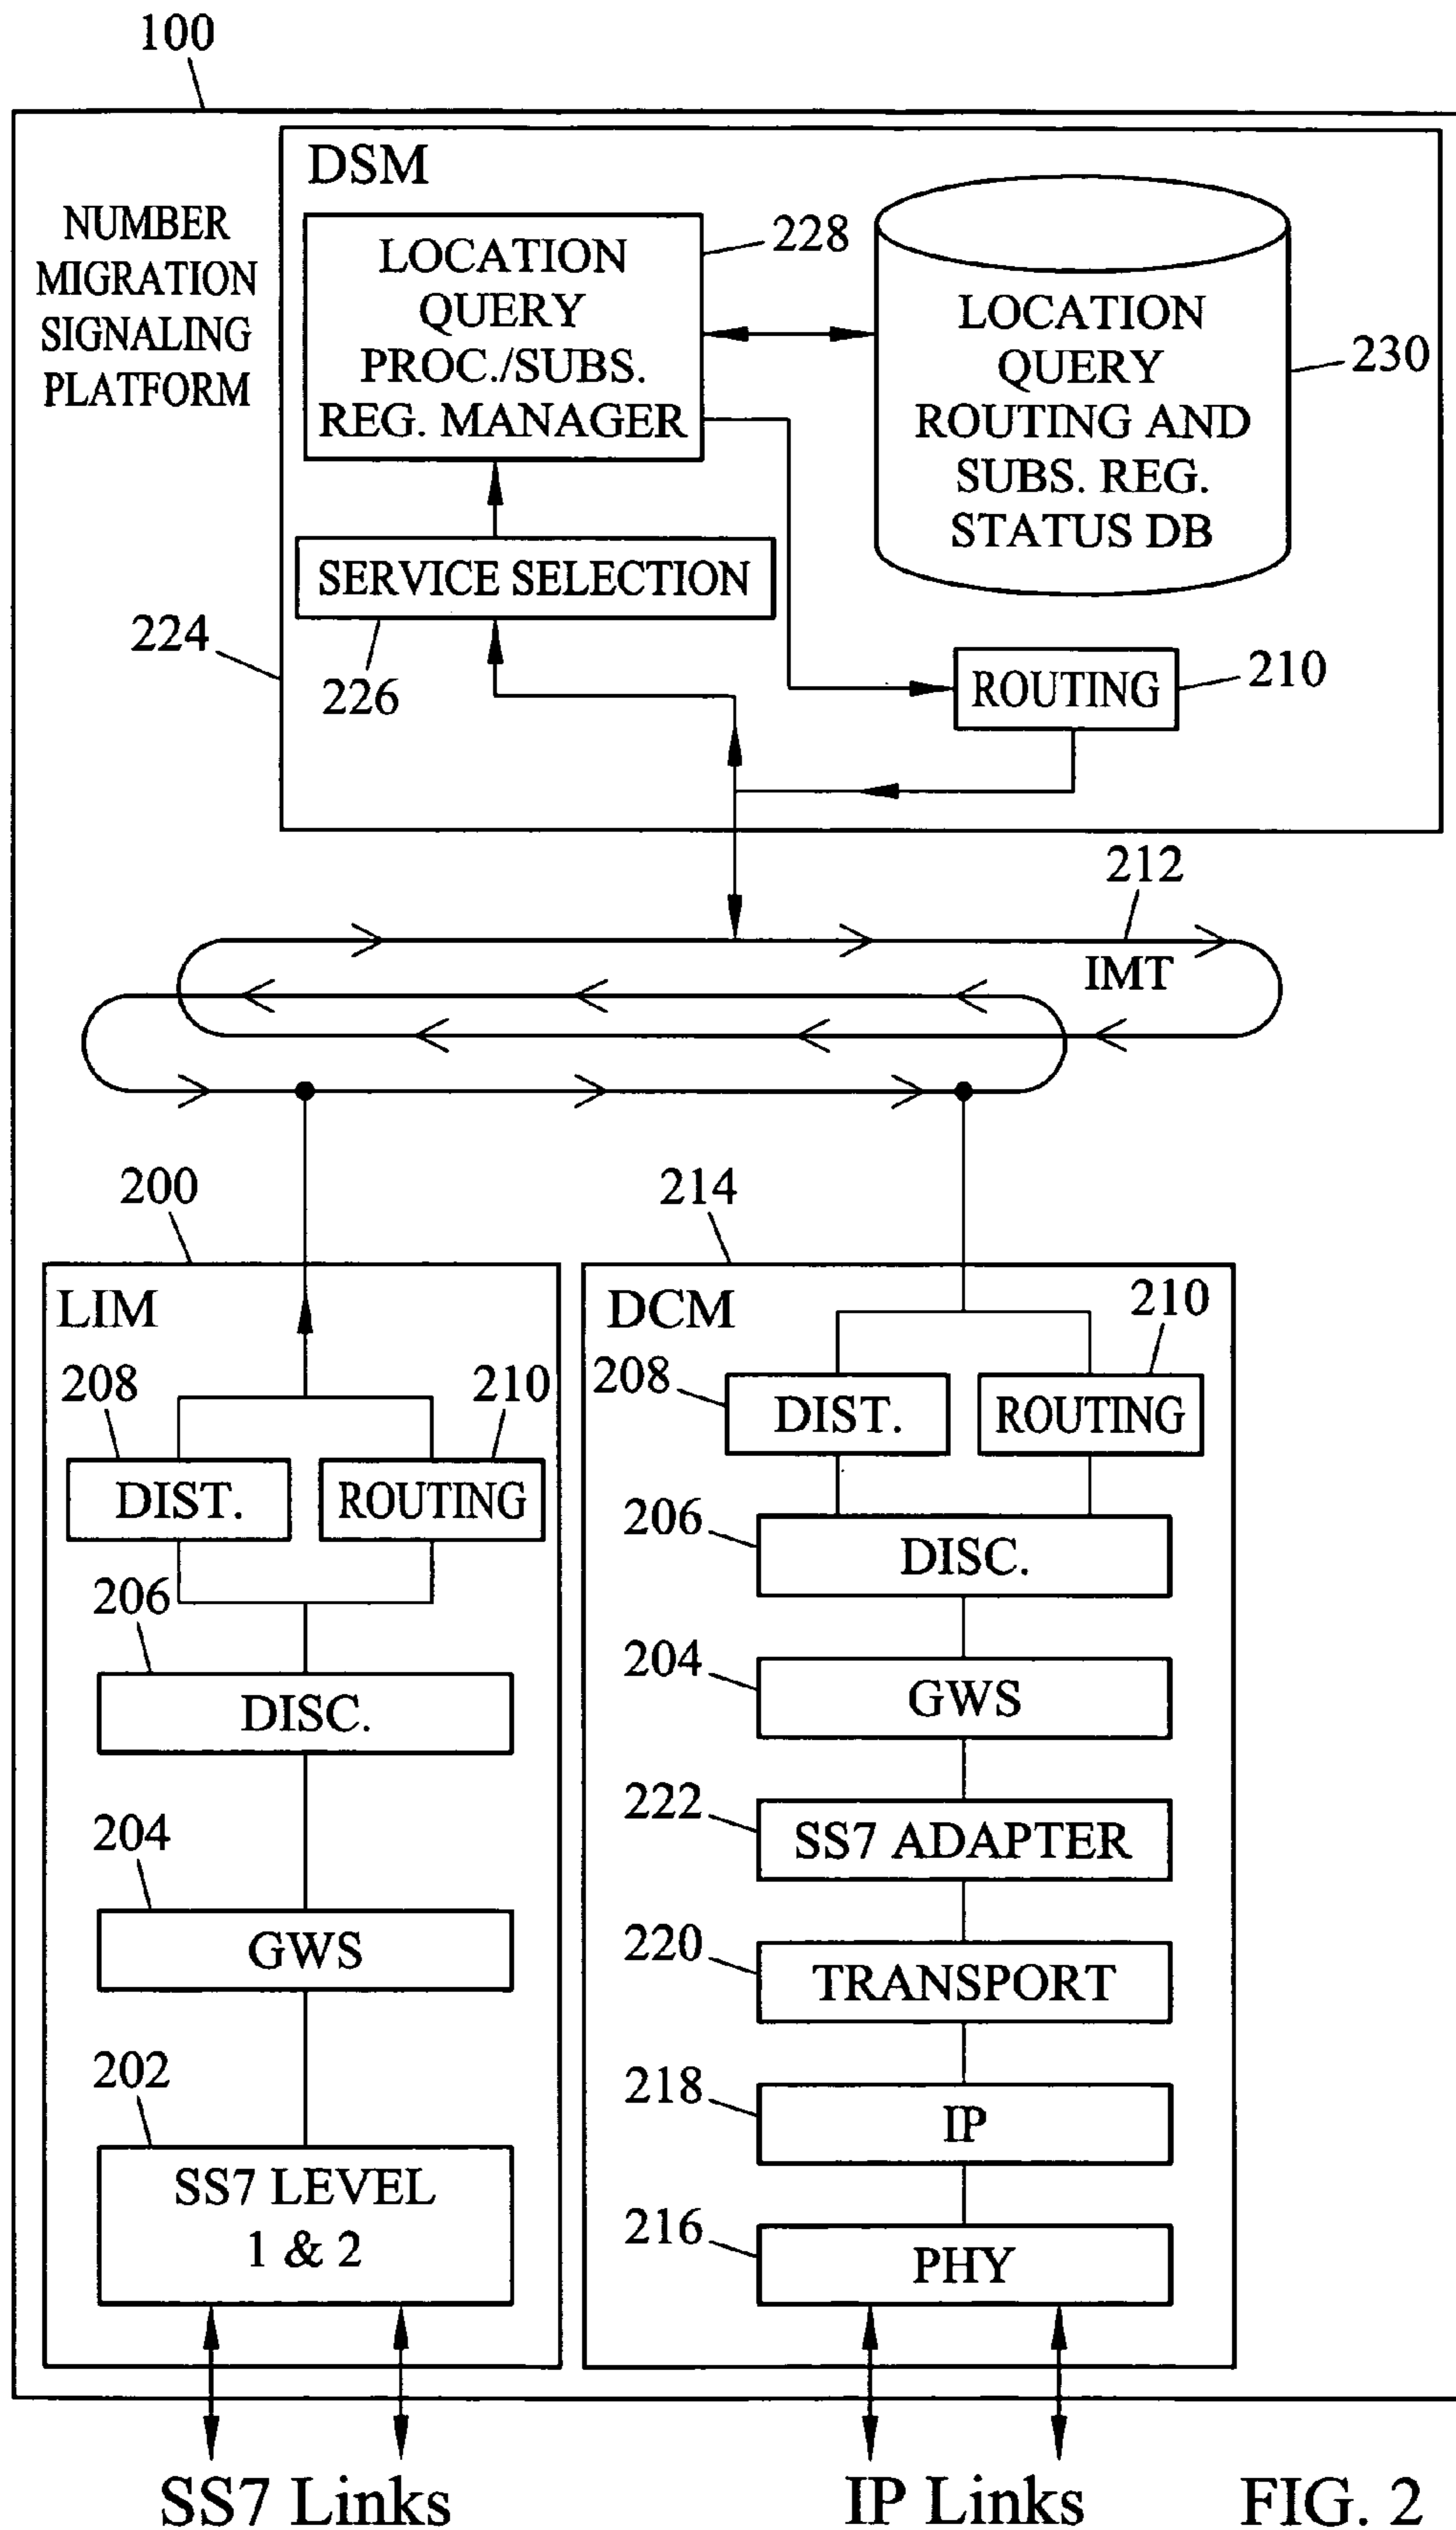 100
DSM
NUMBER
MIGRATION
SIGNALING
PLATFORM
LOCATION
QUERY
PROC./SUBS.
REG. MANAGER
228
LOCATION
QUERY
ROUTING AND
SUBS. REG.
STATUS DB
230
SERVICE SELECTION
224
226
ROUTING
210
212
IMT
200
214
LIM
208
210
DIST.
ROUTING
206
DISC.
204
GWS
202
SS7 LEVEL
1 & 2
DCM
210
208
DIST.
ROUTING
206
DISC.
204
GWS
222
SS7 ADAPTER
220
TRANSPORT
218
IP
216
PHY
SS7 Links
IP Links
FIG. 2